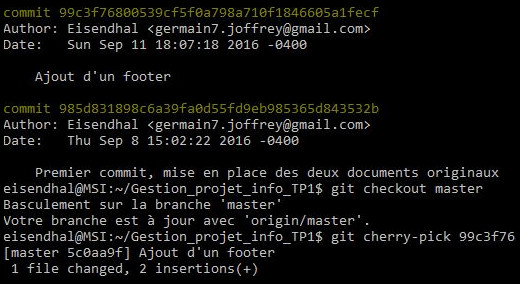 commit 99c3f76800539cf5f0a798a710f1846605a1fecf
Author: Eisendhal <germain7.joffrey@gmail.com>
Date:   Sun Sep 11 18:07:18 2016 -0400
Ajout d'un footer
commit 985d831898c6a39fa0d55fd9eb985365d843532b
Author: Eisendhal <germain7.joffrey@gmail.com>
Date:   Thu Sep 8 15:02:22 2016 -0400
Premier commit, mise en place des deux documents originaux
eisendhal@MSI:~/Gestion_projet_info_TP1$ git checkout master
Basculement sur la branche 'master'
Votre branche est à jour avec 'origin/master'.
eisendhal@MSI:~/Gestion_projet_info_TP1$ git cherry-pick 99c3f76
[master 5c0aa9f] Ajout d'un footer
1 file changed, 2 insertions(+)